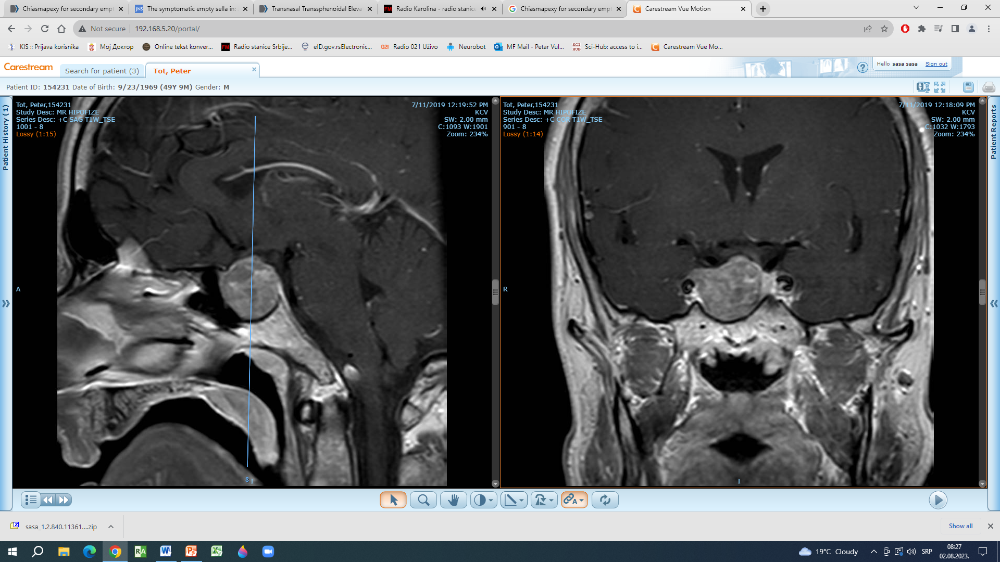 Chiasmapexy for secondary empt
The symptomatic empty sella in:
Transnasal Transsphenoidal Eleva
Radio Karolina - radio stanice
Chiasmapexy for secondary empt
Carestream Vue Motion
Not secure 192.168.5.20/portal/
KIS :: Prijava korisnika
Мој Доктор
Online tekst konver...
Radio stanice Srbije...
eID.gov.rsElectronic...
Radio 021 Uživo
Neurobot
MF Mail - Petar Vul...
Sci-Hub: access to i...
Carestream Vue Mo...
Carestream
Search for patient (3)
Tot, Peter
Hello sasa sasa Sign out
Patient ID: 154231 Date of Birth: 9/23/1969 (49Y 9M) Gender: M
Patient History (1)
Tot, Peter,154231
Study Desc: MR HIPOFIZE
Series Desc: +C SAG T1W_TSE
1001 - 8
Lossy (1:15)
7/11/2019 12:19:52 PM
KCV
SW: 2.00 mm
C:1093 W:1901
Zoom: 234%
A
8
I
Tot, Peter,154231
Study Desc: MR HIPOFIZE
Series Desc: +C COR T1W_TSE
901 - 8
Lossy (1:14)
7/11/2019 12:18:09 PM
KCV
SW: 2.00 mm
C:1032 W:1793
Zoom: 234%
R
I
Patient Reports
sasa_1.2.840.11361....zip
Show all
19°C Cloudy
SRP
08:27
02.08.2023.